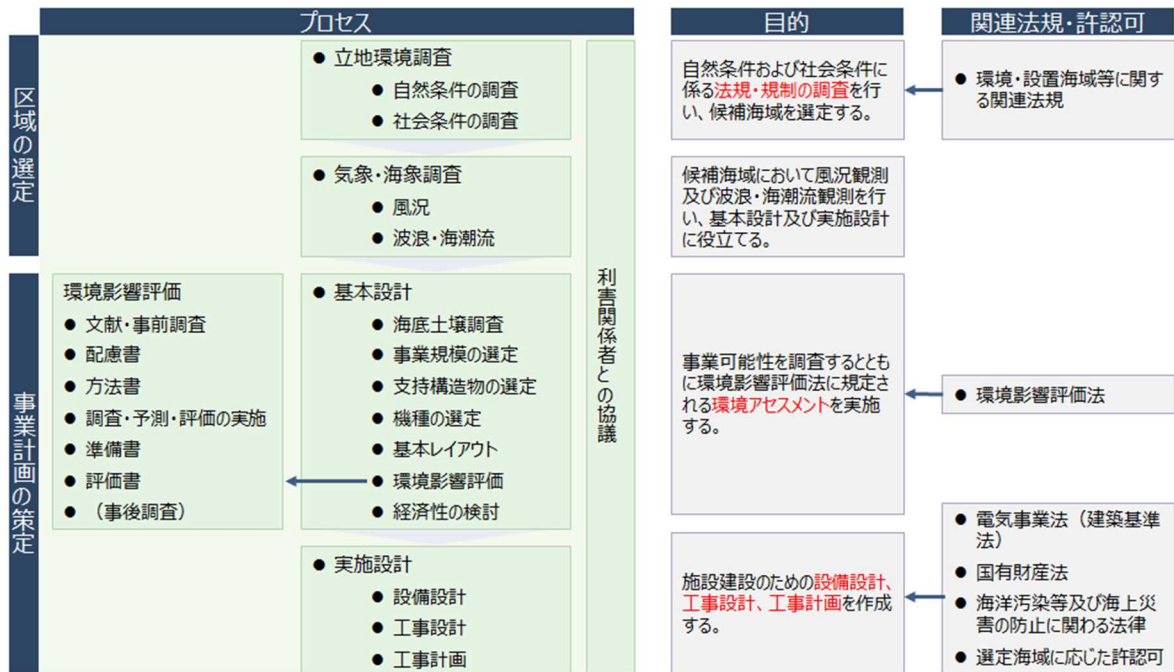 プロセス
目的
関連法規・許認可
区域の選定
● 立地環境調査
● 自然条件の調査
● 社会条件の調査
自然条件および社会条件に
係る法規・規制の調査を行
い、候補海域を選定する。
● 環境・設置海域等に関す
る関連法規
● 気象・海象調査
● 風況
● 波浪・海潮流
候補海域において風況観測
及び波浪・海潮流観測を行
い、基本設計及び実施設計
に役立てる。
利害関係者との協議
事業計画の策定
環境影響評価
● 文献・事前調査
● 配慮書
● 方法書
● 調査・予測・評価の実施
● 準備書
● 評価書
● （事後調査）
● 基本設計
● 海底土壌調査
● 事業規模の選定
● 支持構造物の選定
● 機種の選定
● 基本レイアウト
● 環境影響評価
● 経済性の検討
事業可能性を調査するととも
に環境影響評価法に規定さ
れる環境アセスメントを実施
する。
● 環境影響評価法
● 実施設計
● 設備設計
● 工事設計
● 工事計画
施設建設のための設備設計、
工事設計、工事計画を作成
する。
● 電気事業法（建築基準
法）
● 国有財産法
● 海洋汚染等及び海上災
害の防止に関わる法律
● 選定海域に応じた許認可